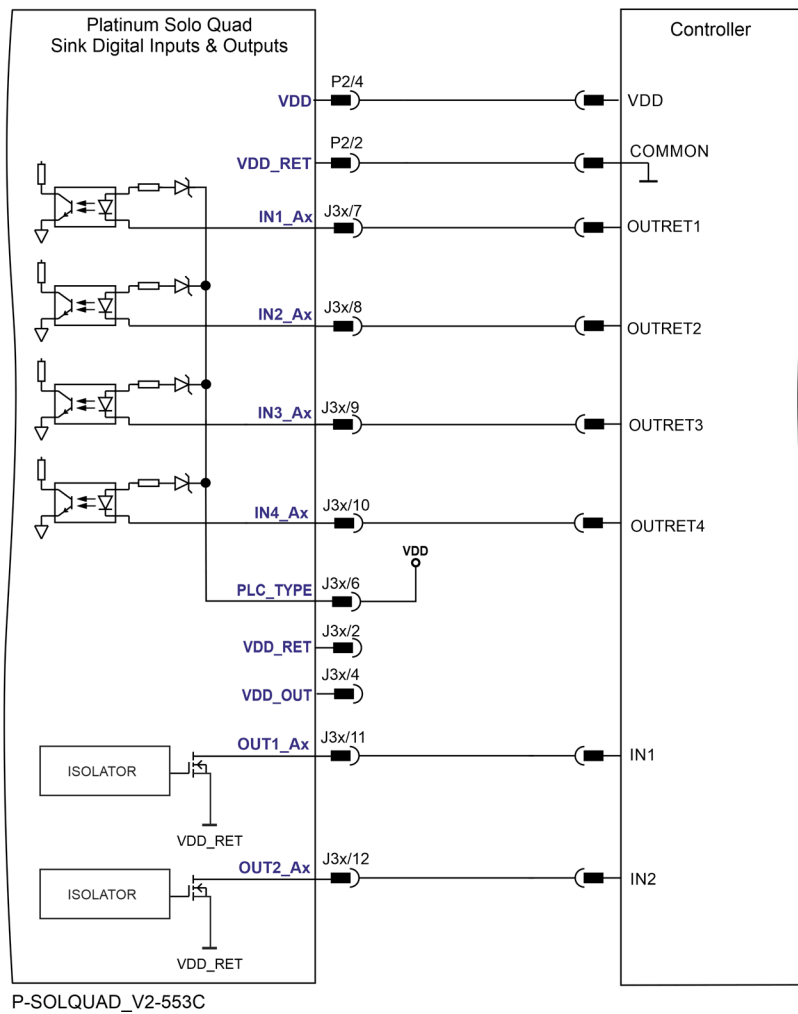 Platinum Solo Quad
Sink Digital Inputs & Outputs
Controller
P2/4
VDD
VDD
P2/2
VDD_RET
COMMON
IN1_Ax
J3x/7
OUTRET1
IN2_Ax
J3x/8
OUTRET2
IN3_Ax
J3x/9
OUTRET3
IN4_Ax
J3x/10
OUTRET4
VDD
PLC_TYPE
J3x/6
VDD_RET
J3x/2
VDD_OUT
J3x/4
OUT1_Ax
J3x/11
IN1
ISOLATOR
VDD_RET
OUT2_Ax
J3x/12
IN2
ISOLATOR
VDD_RET
P-SOLQUAD_V2-553C